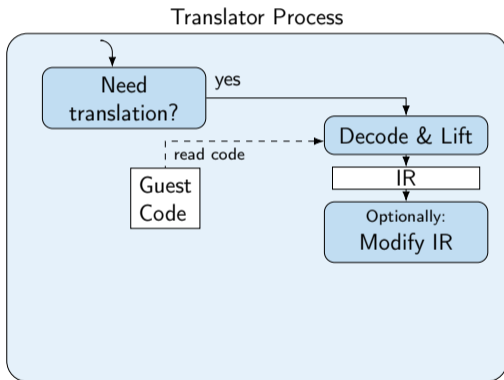 Translator Process
Need
translation?
yes
Decode & Lift
read code
IR
Guest
Code
Optionally:
Modify IR